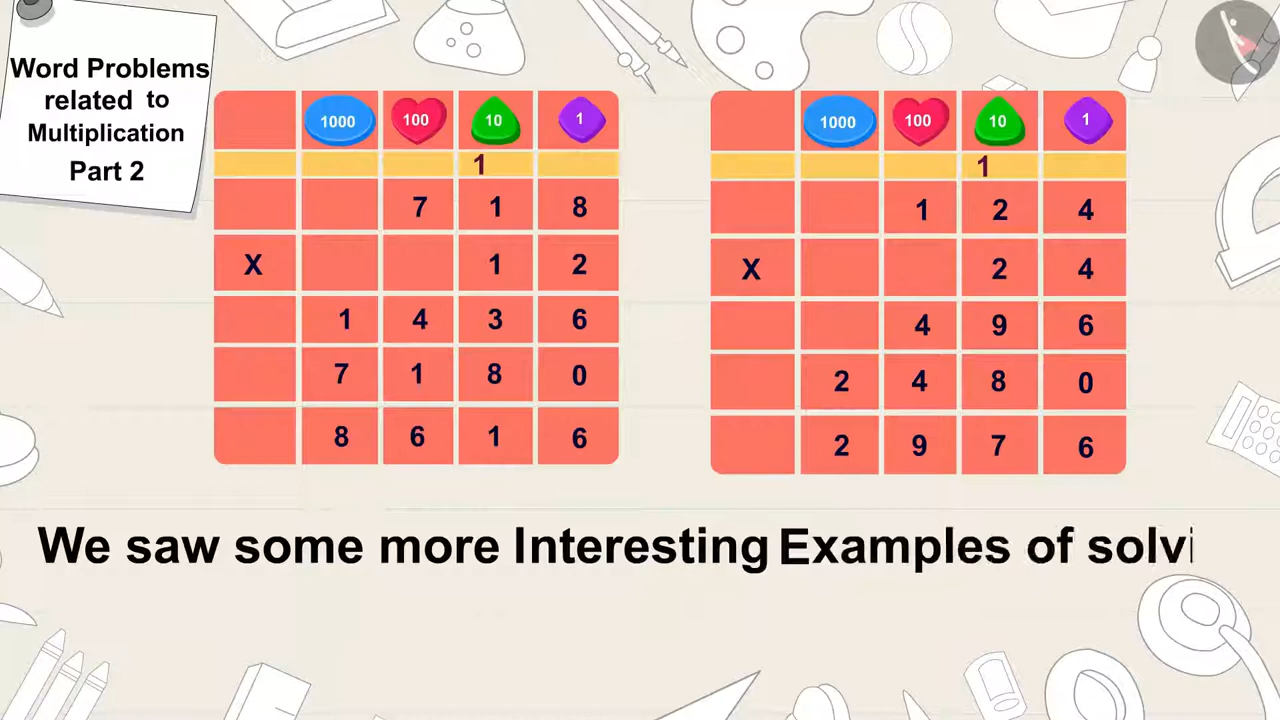 Word Problems
related to
Multiplication
Part 2
1000 100 10 1
1
7 1 8
X 1 2
1 4 3 6
7 1 8 0
8 6 1 6
1000 100 10 1
1
1 2 4
X 2 4
4 9 6
2 4 8 0
2 9 7 6
We saw some more Interesting Examples of solvi